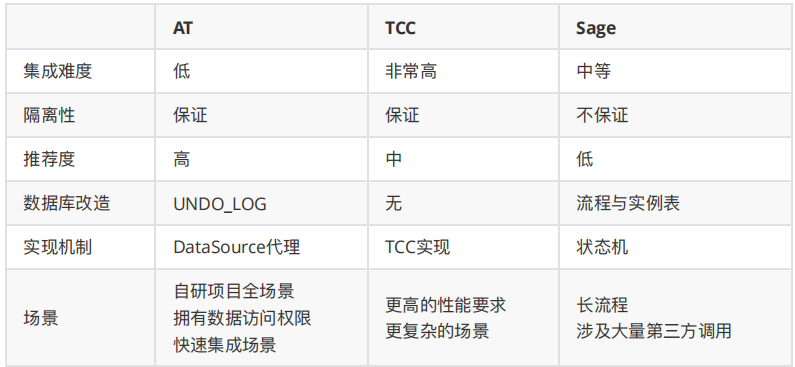 AT TCC Sage
集成难度 低 非常高 中等
隔离性 保证 保证 不保证
推荐度 高 中 低
数据库改造 UNDO_LOG 无 流程与实例表
实现机制 DataSource代理 TCC实现 状态机
场景
自研项目全场景
拥有数据访问权限
快速集成场景
更高的性能要求
更复杂的场景
长流程
涉及大量第三方调用